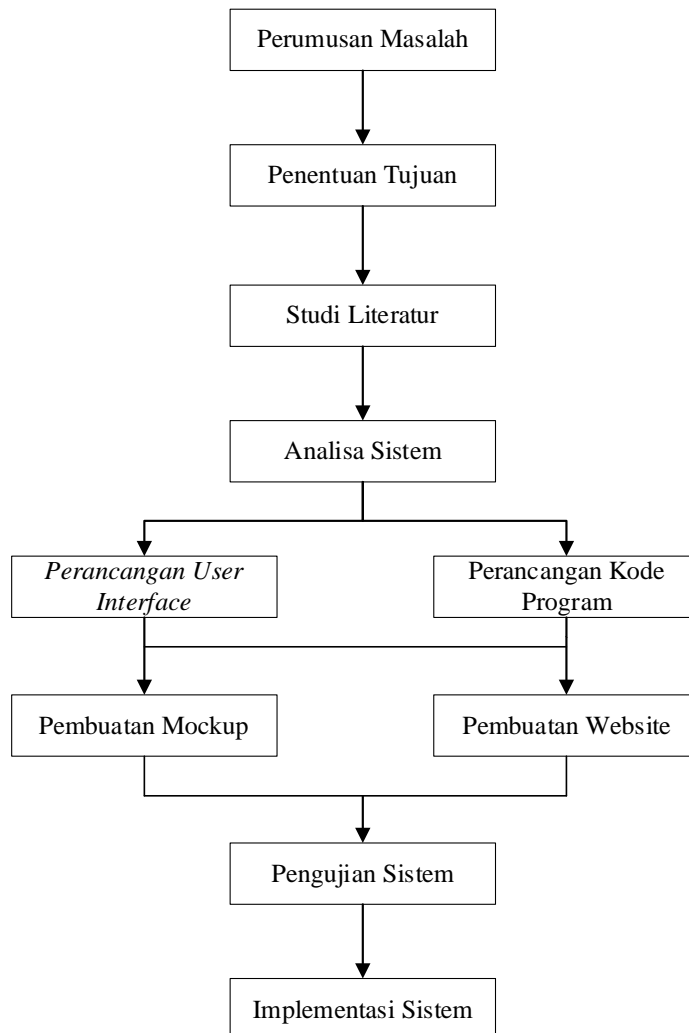 Perumusan Masalah
Penentuan Tujuan
Studi Literatur
Analisa Sistem
Perancangan User
Interface
Perancangan Kode
Program
Pembuatan Mockup
Pembuatan Website
Pengujian Sistem
Implementasi Sistem